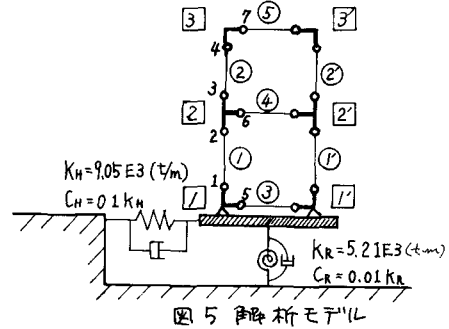 3 7 ⑤ 3'
4
② ②'
3
2 ④ 2'
6
2
① ①'
K_H=9.05E3(t/m)
C_H=0.1K_H
1 1 5 ③ 1'
K_R=5.21E3(t.m)
C_R=0.01K_R
図5 解析モデル